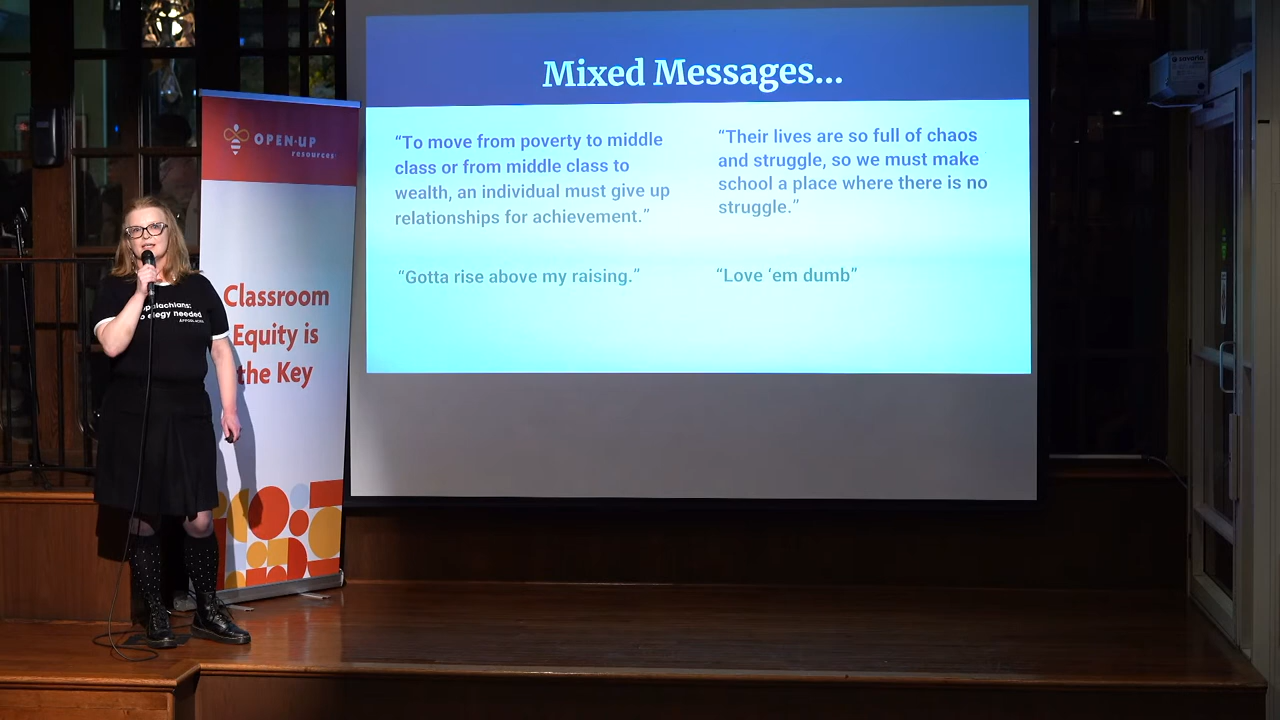 Mixed Messages...
“To move from poverty to middle
class or from middle class to
wealth, an individual must give up
relationships for achievement.”
“Gotta rise above my raising.”
“Their lives are so full of chaos
and struggle, so we must make
school a place where there is no
struggle.”
“Love ‘em dumb”
OPEN-UP
resources
Classroom
Equity is
the Key
elegy needed